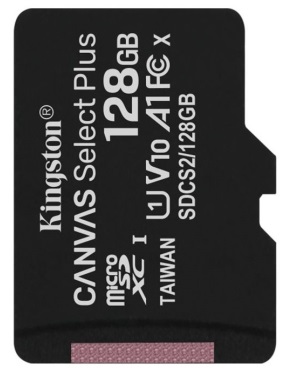 Kingston®
CANVAS Select Plus
128GB
micro SD XC I
U1 V10 A1 FC X
TAIWAN
SDCS2/128GB